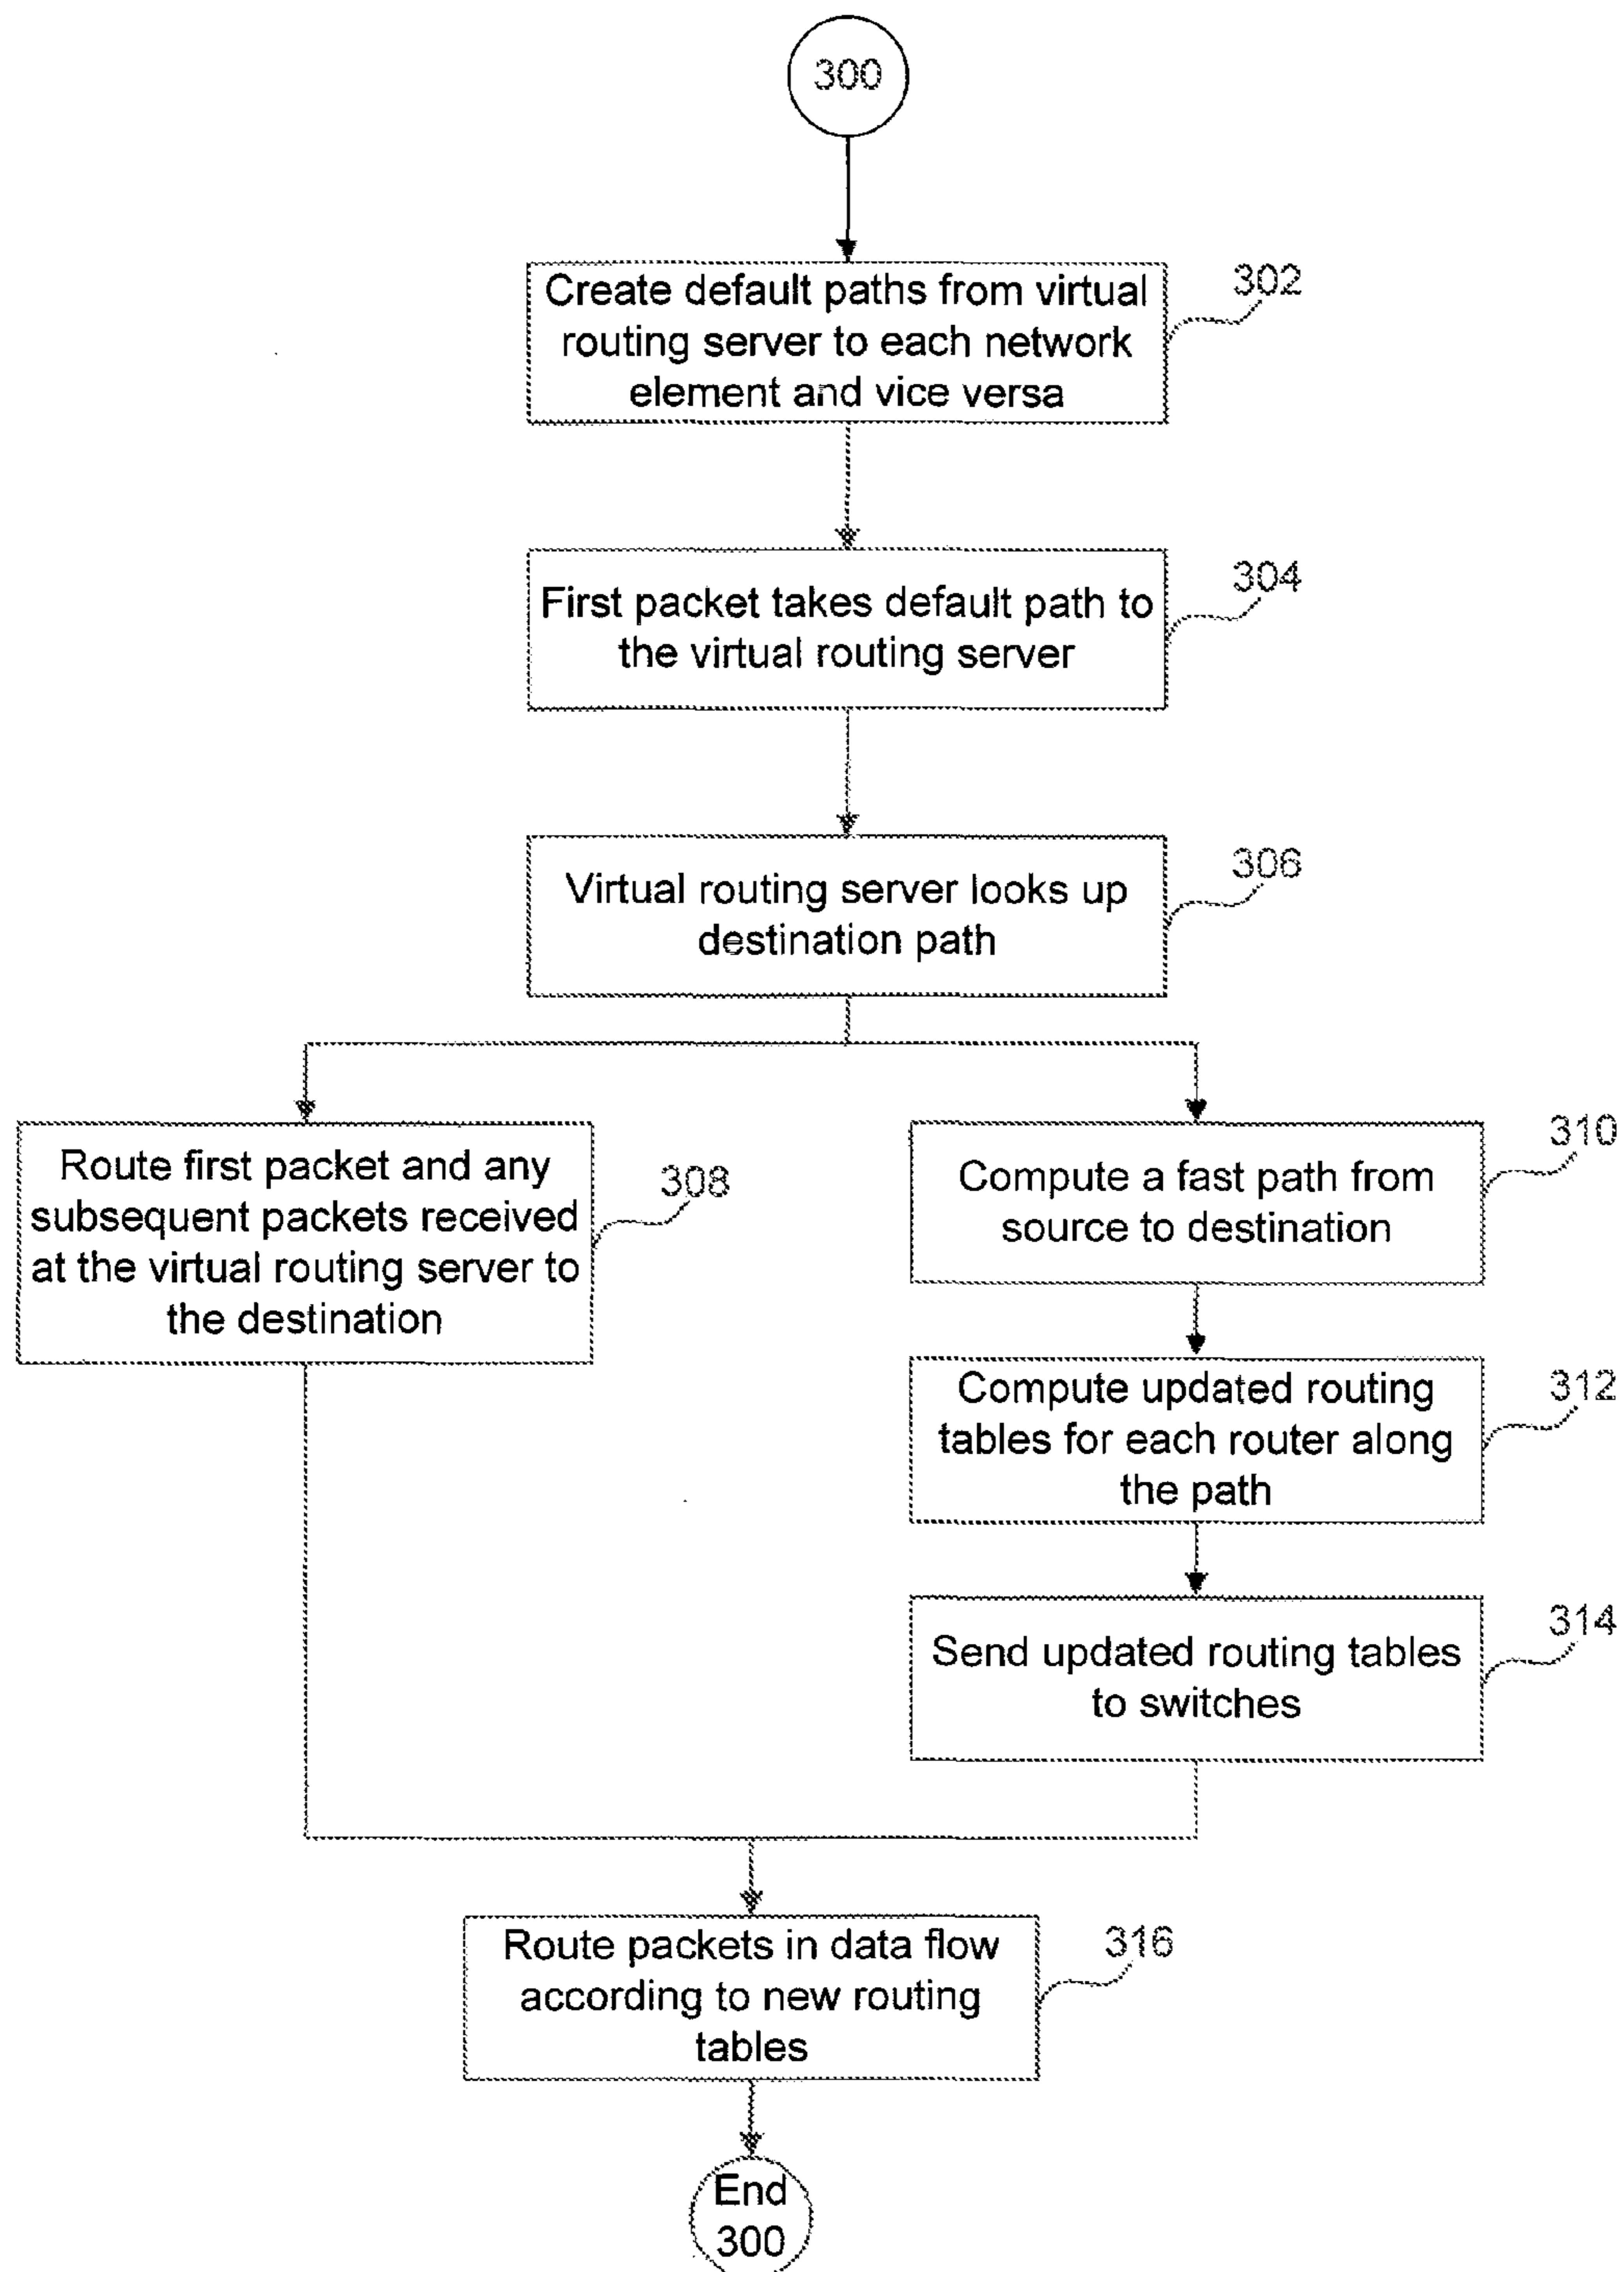 300
Create default paths from virtual
routing server to each network
element and vice versa
302
First packet takes default path to
the virtual routing server
304
Virtual routing server looks up
destination path
306
Route first packet and any
subsequent packets received
at the virtual routing server to
the destination
308
Compute a fast path from
source to destination
310
Compute updated routing
tables for each router along
the path
312
Send updated routing tables
to switches
314
Route packets in data flow
according to new routing
tables
316
End
300